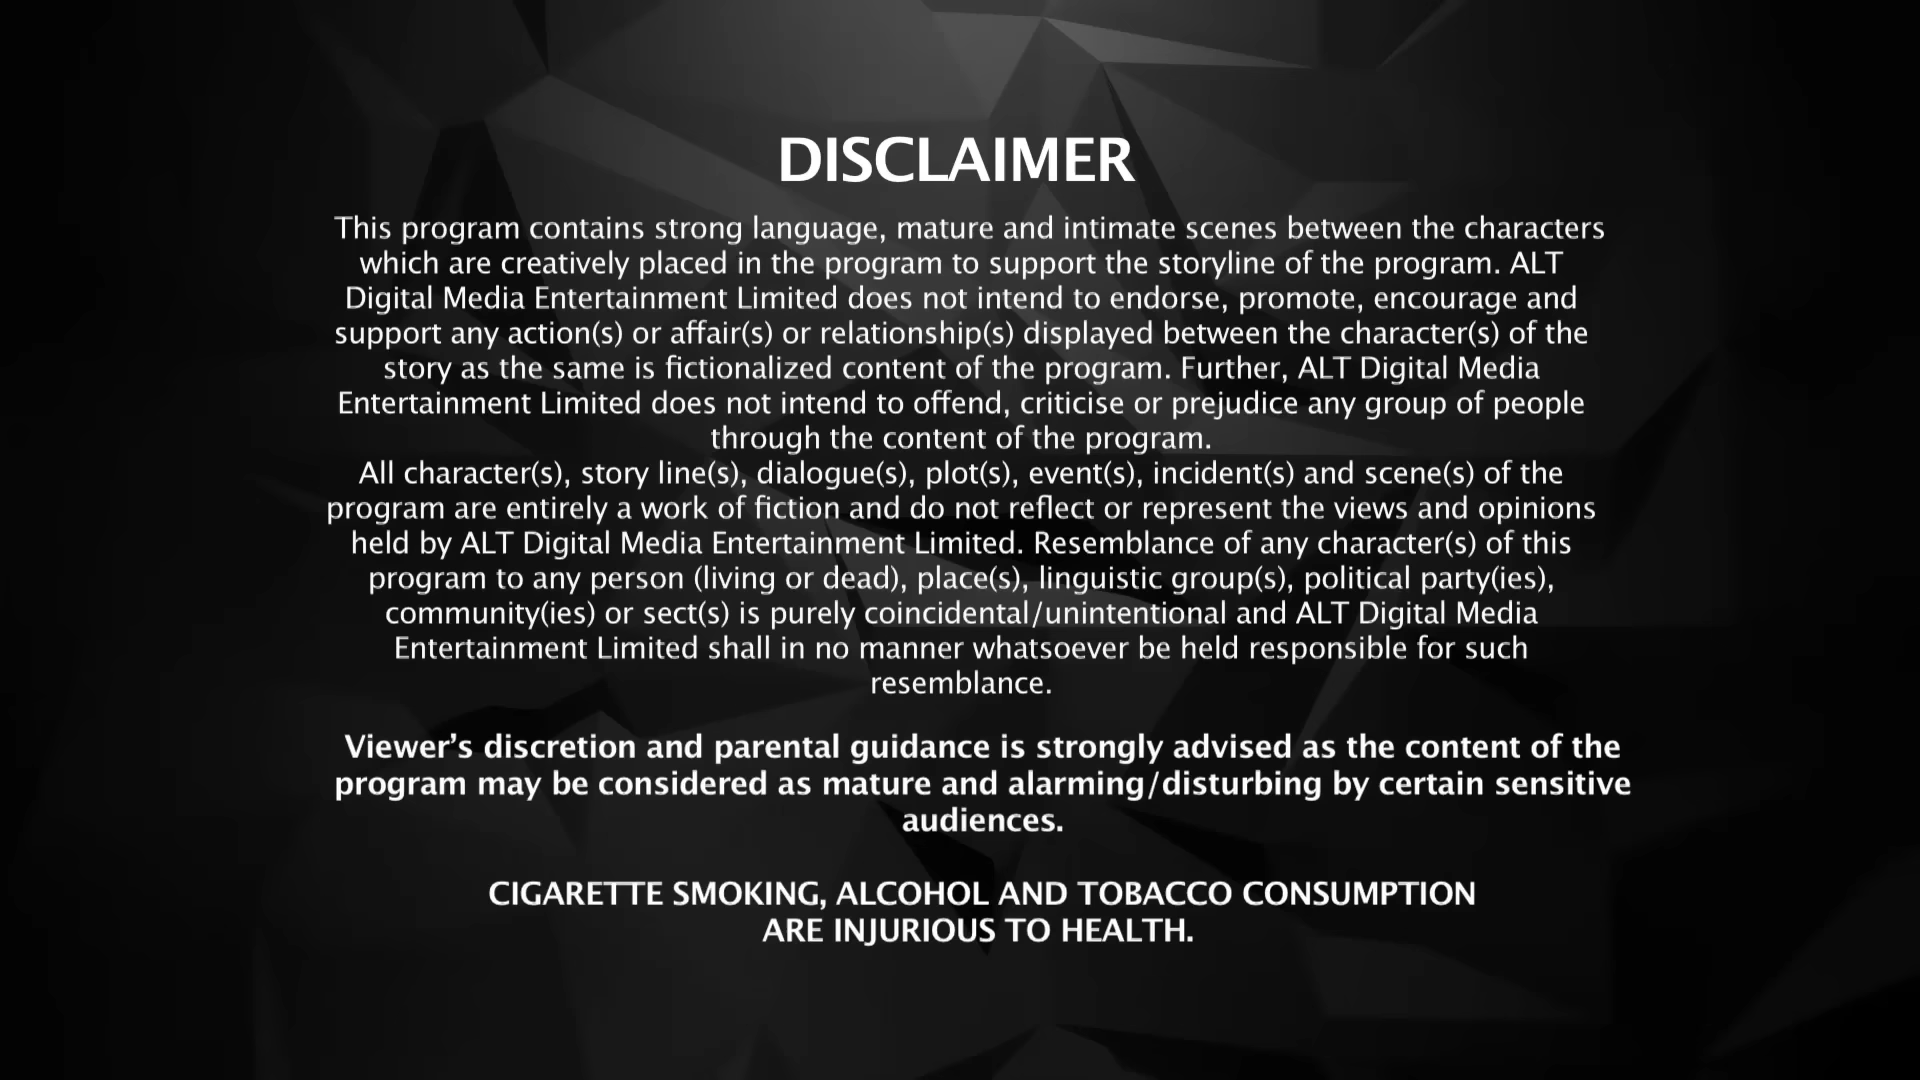 DISCLAIMER
This program contains strong language, mature and intimate scenes between the characters
which are creatively placed in the program to support the storyline of the program. ALT
Digital Media Entertainment Limited does not intend to endorse, promote, encourage and
support any action(s) or affair(s) or relationship(s) displayed between the character(s) of the
story as the same is fictionalized content of the program. Further, ALT Digital Media
Entertainment Limited does not intend to offend, criticise or prejudice any group of people
through the content of the program.
All character(s), story line(s), dialogue(s), plot(s), event(s), incident(s) and scene(s) of the
program are entirely a work of fiction and do not reflect or represent the views and opinions
held by ALT Digital Media Entertainment Limited. Resemblance of any character(s) of this
program to any person (living or dead), place(s), linguistic group(s), political party(ies),
community(ies) or sect(s) is purely coincidental/unintentional and ALT Digital Media
Entertainment Limited shall in no manner whatsoever be held responsible for such
resemblance.
Viewer’s discretion and parental guidance is strongly advised as the content of the
program may be considered as mature and alarming/disturbing by certain sensitive
audiences.
CIGARETTE SMOKING, ALCOHOL AND TOBACCO CONSUMPTION
ARE INJURIOUS TO HEALTH.